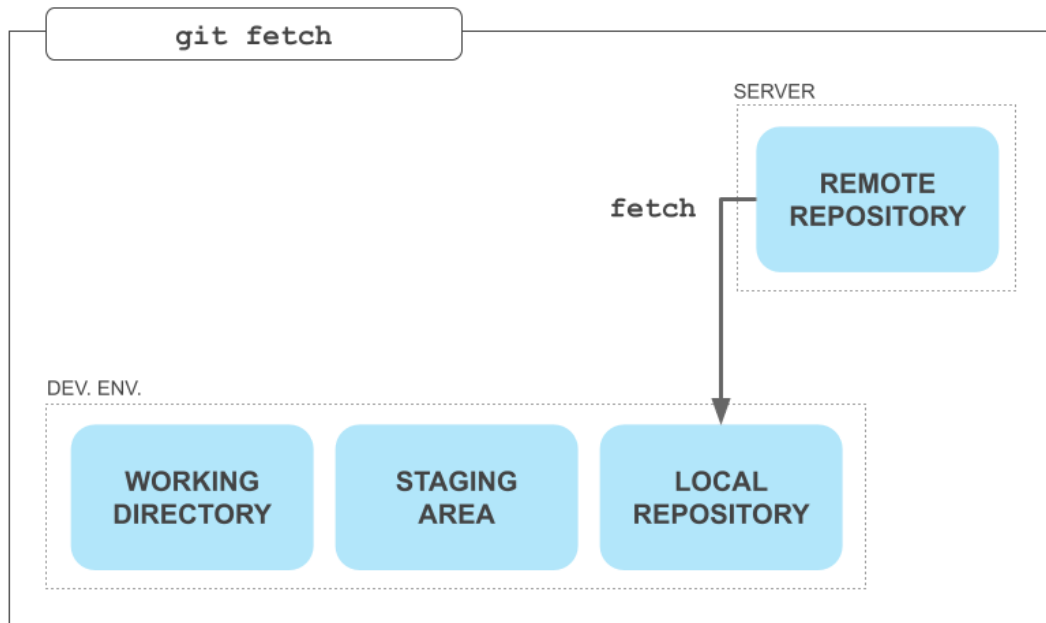 git fetch
SERVER
REMOTE
REPOSITORY
fetch
DEV. ENV.
WORKING
DIRECTORY
STAGING
AREA
LOCAL
REPOSITORY